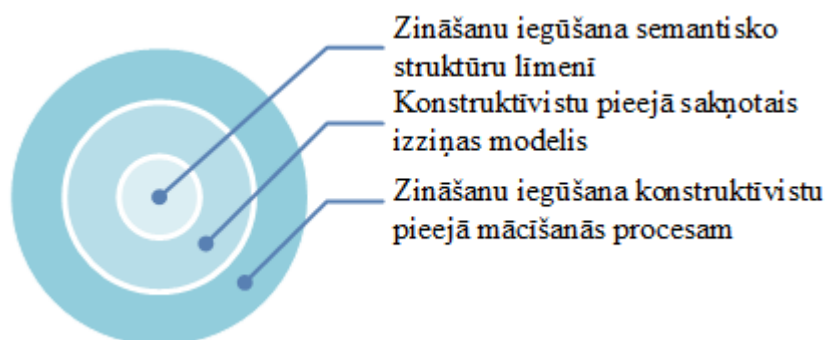 Zināšanu iegūšana semantisko
struktūru līmenī
Konstruktīvistu pieejā sakņotais
izziņas modelis
Zināšanu iegūšana konstruktīvistu
pieejā mācīšanās procesam